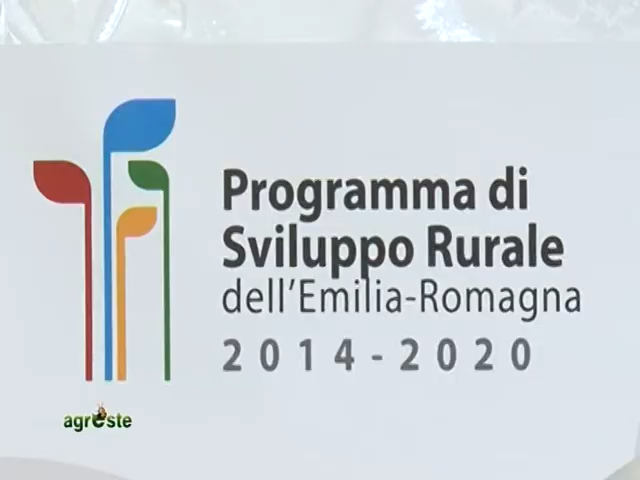 Programma di
Sviluppo Rurale
dell'Emilia-Romagna
2014-2020
agreste